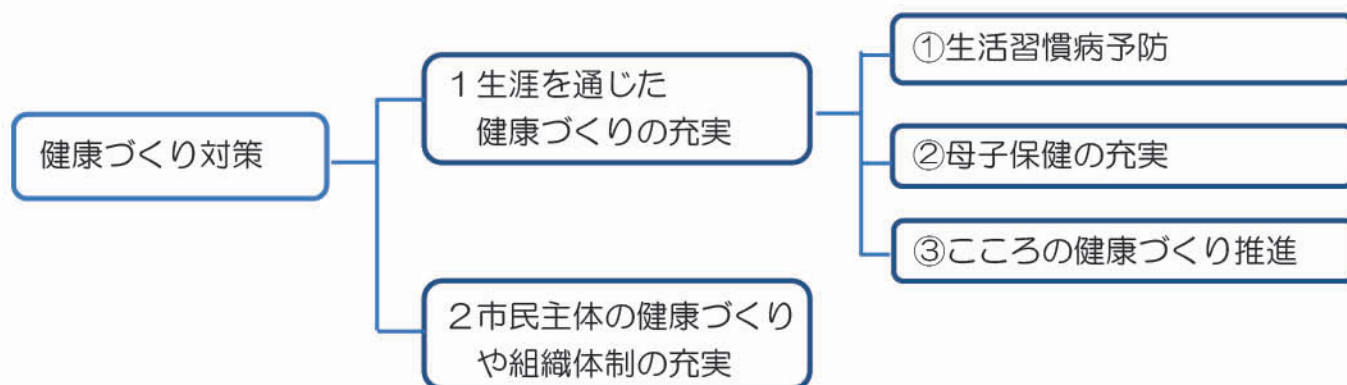 健康づくり対策
1生涯を通じた
健康づくりの充実
①生活習慣病予防
②母子保健の充実
③こころの健康づくり推進
2市民主体の健康づくり
や組織体制の充実